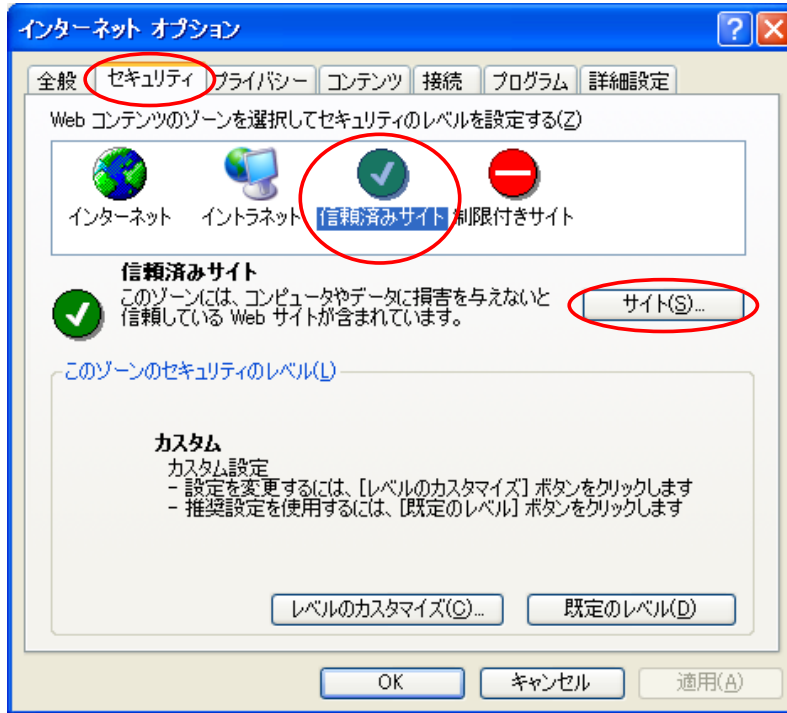 インターネット オプション
全般 セキュリティ プライバシー コンテンツ 接続 プログラム 詳細設定
Web コンテンツのゾーンを選択してセキュリティのレベルを設定する(Z)
インターネット イントラネット 信頼済みサイト 制限付きサイト
信頼済みサイト
このゾーンには、コンピュータやデータに損害を与えないと
信頼している Web サイトが含まれています。
サイト(S)...
このゾーンのセキュリティのレベル(L)
カスタム
カスタム設定
- 設定を変更するには、[レベルのカスタマイズ] ボタンをクリックします
- 推奨設定を使用するには、[既定のレベル] ボタンをクリックします
レベルのカスタマイズ(C)... 既定のレベル(D)
OK キャンセル 適用(A)